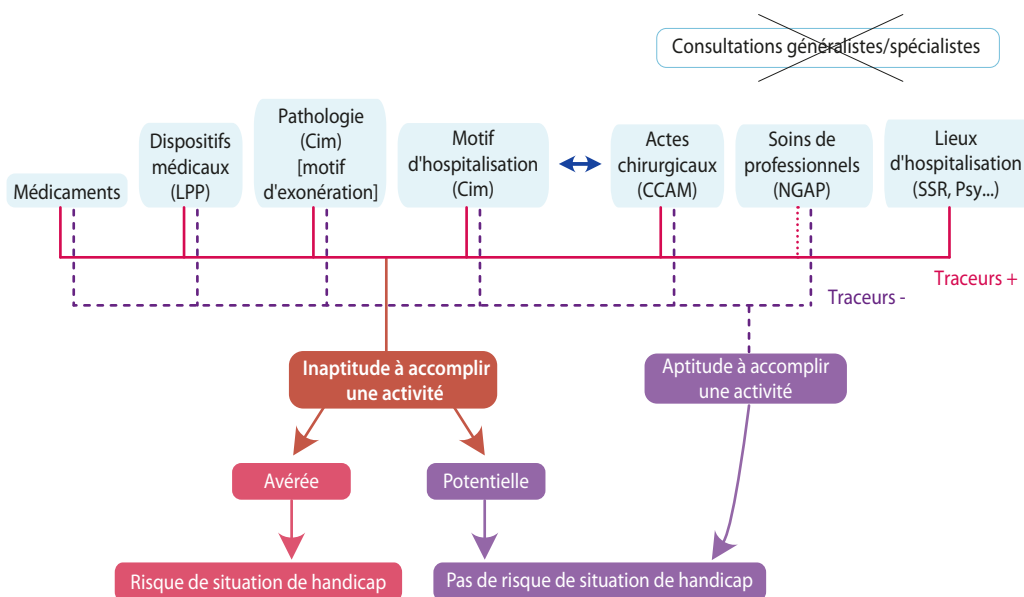 Consultations généralistes/spécialistes
Médicaments
Dispositifs
médicaux
(LPP)
Pathologie
(Cim)
[motif
d'exonération]
Motif
d'hospitalisation
(Cim)
Actes
chirurgicaux
(CCAM)
Soins de
professionnels
(NGAP)
Lieux
d'hospitalisation
(SSR, Psy...)
Traceurs +
Traceurs -
Inaptitude à accomplir
une activité
Aptitude à accomplir
une activité
Avérée
Potentielle
Risque de situation de handicap
Pas de risque de situation de handicap